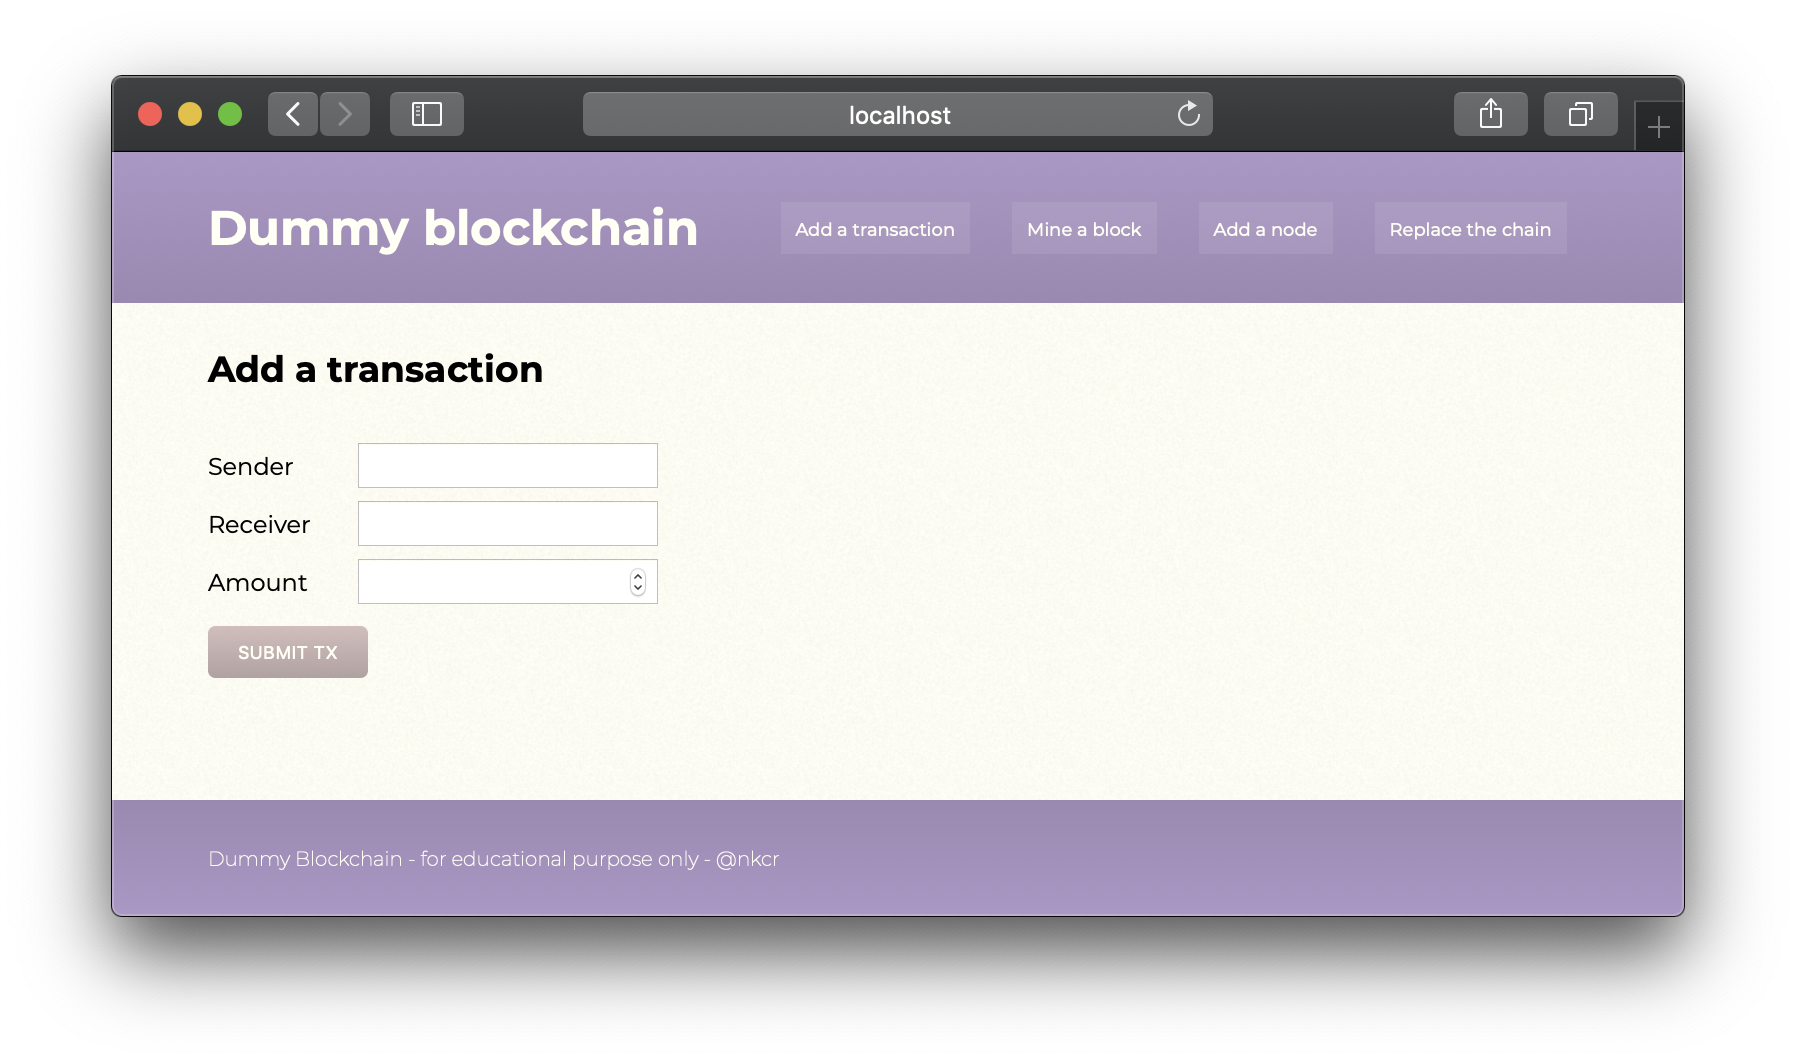 localhost
Dummy blockchain
Add a transaction
Mine a block
Add a node
Replace the chain
Add a transaction
Sender
Receiver
Amount
SUBMIT TX
Dummy Blockchain - for educational purpose only - @nkcr